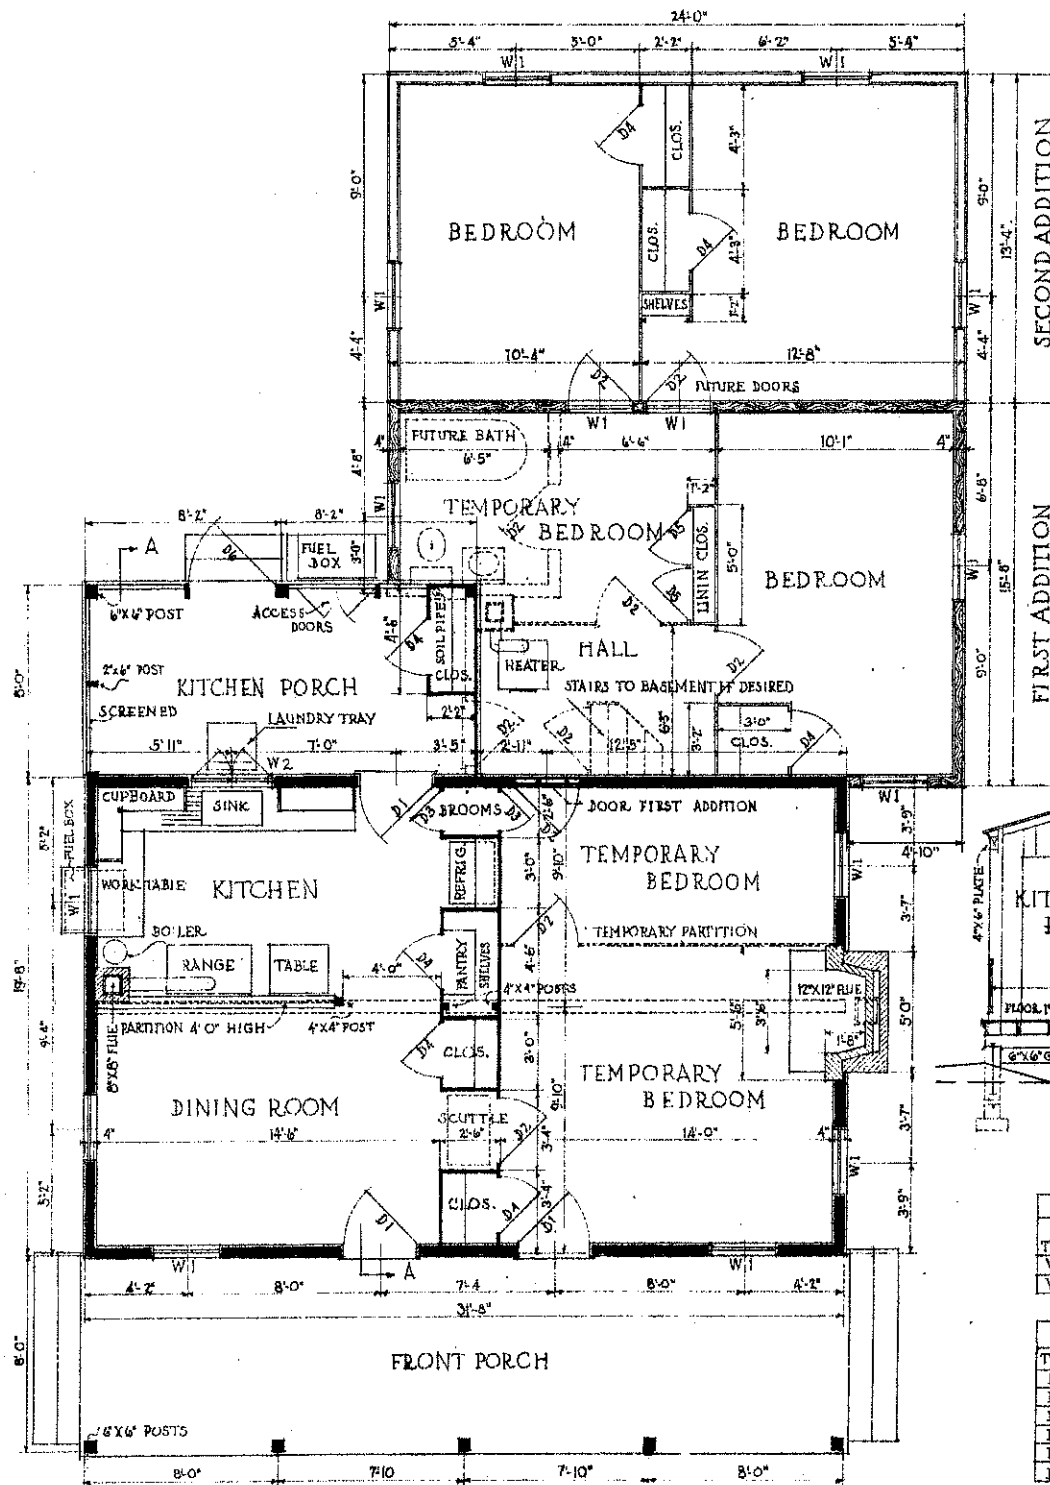 24'-0"
5'-4" 5'-0" 2'-2" 6'-2" 5'-4"
W1 W1
D4
CLOS.
4'-3"
9'-0"
9'-0"
13'-4"
SECOND ADDITION
BEDROOM
CLOS.
D4
4'-3"
BEDROOM
W1
SHELVES
1'-2"
W1
4'-4"
4'-4"
10'-4" 12'-8"
D2 D2 FUTURE DOORS
W1 W1
FUTURE BATH
4" 6'-5" 4" 6'-6" 10'-1" 4"
4'-8"
6'-8"
W1
1'-2"
TEMPORARY
BEDROOM
D2
D5
LININ CLOS.
5'-0"
8'-2" 8'-2"
A
D6
FUEL
BOX
3'-0"
D5
BEDROOM
W1
15'-8"
FIRST ADDITION
6"X6" POST
ACCESS
DOORS
D4
SOIL PIPE
CLOS.
D2
HALL
HEATER
D2
2"X6" POST
KITCHEN PORCH
STAIRS TO BASEMENT IF DESIRED
9'-0"
8'-0"
SCREENED
LAUNDRY TRAY
2'-2"
D2
D2
6'-5"
3'-2"
3'-0"
CLOS.
D4
5'-11" 7'-0" 3'-5" 2'-11" 12'-5"
W2
W1
CUPBOARD
SINK
D1
D3
BROOMS
D3
2'-6"
D2
DOOR FIRST ADDITION
3'-9"
4'-10"
FUEL BOX
5'-2"
REFRIG.
3'-0"
9'-10"
TEMPORARY
BEDROOM
W1
4"X6" PLATE
KIT
WORK TABLE
KITCHEN
W1
D2
3'-7"
BOILER
TEMPORARY PARTITION
RANGE TABLE
4'-0"
D4
PANTRY
SHELVES
4'-6"
19'-8"
4"X4" POSTS
12"X12" FLUE
5'-6"
3'-6"
5'-0"
PARTITION 4'0" HIGH
4"X4" POST
8"X8" FLUE
1'-8"
9'-4"
D4
CLOS.
3'-0"
6"X6"
TEMPORARY
BEDROOM
DINING ROOM
SCUTTLE
9'-10"
4" 14'-6" 2'-6" 14'-0" 4"
D2
3'-4"
3'-7"
W1
5'-2"
CLOS.
D4
3'-4"
3'-9"
D1 D1
W1 A W1
4'-2" 8'-0" 7'-4 8'-0" 4'-2"
31'-8"
8'-0"
FRONT PORCH
6"X6" POSTS
8'-0" 7'-10 7'-10" 8'-0"